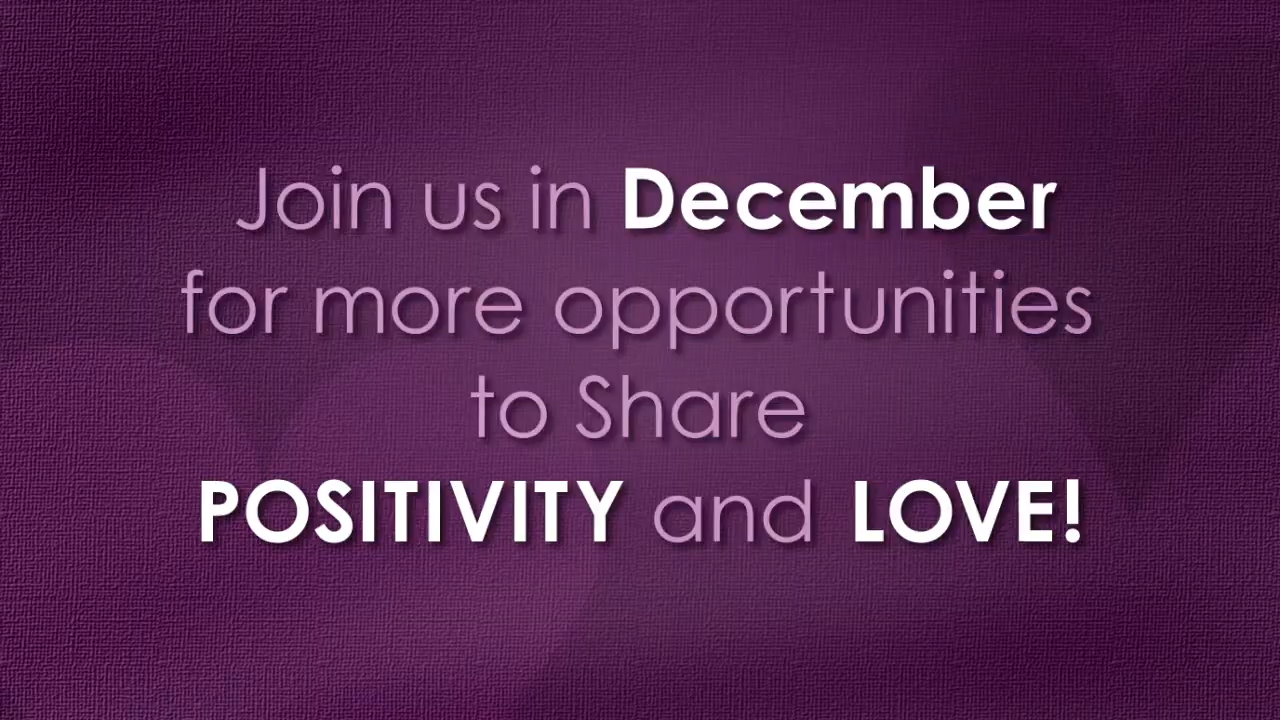 Join us in December
for more opportunities
to Share
POSITIVITY and LOVE!